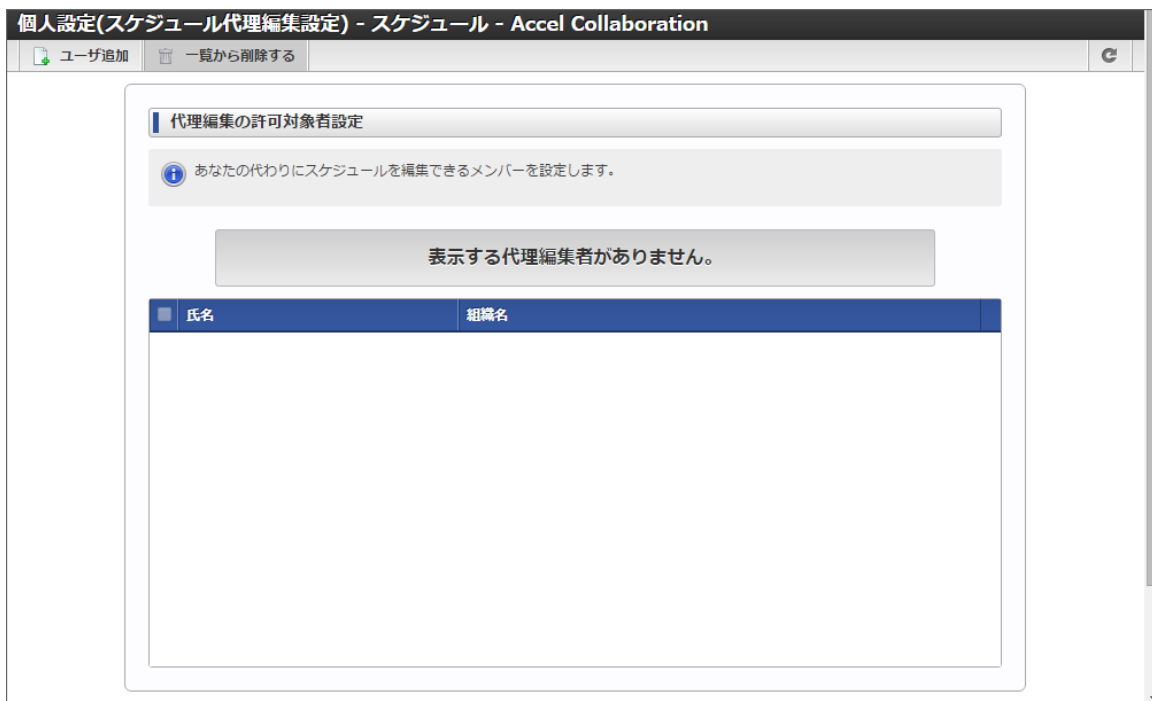 個人設定(スケジュール代理編集設定) - スケジュール - Accel Collaboration
ユーザ追加 一覧から削除する
代理編集の許可対象者設定
あなたの代わりにスケジュールを編集できるメンバーを設定します。
表示する代理編集者がありません。
氏名 組織名